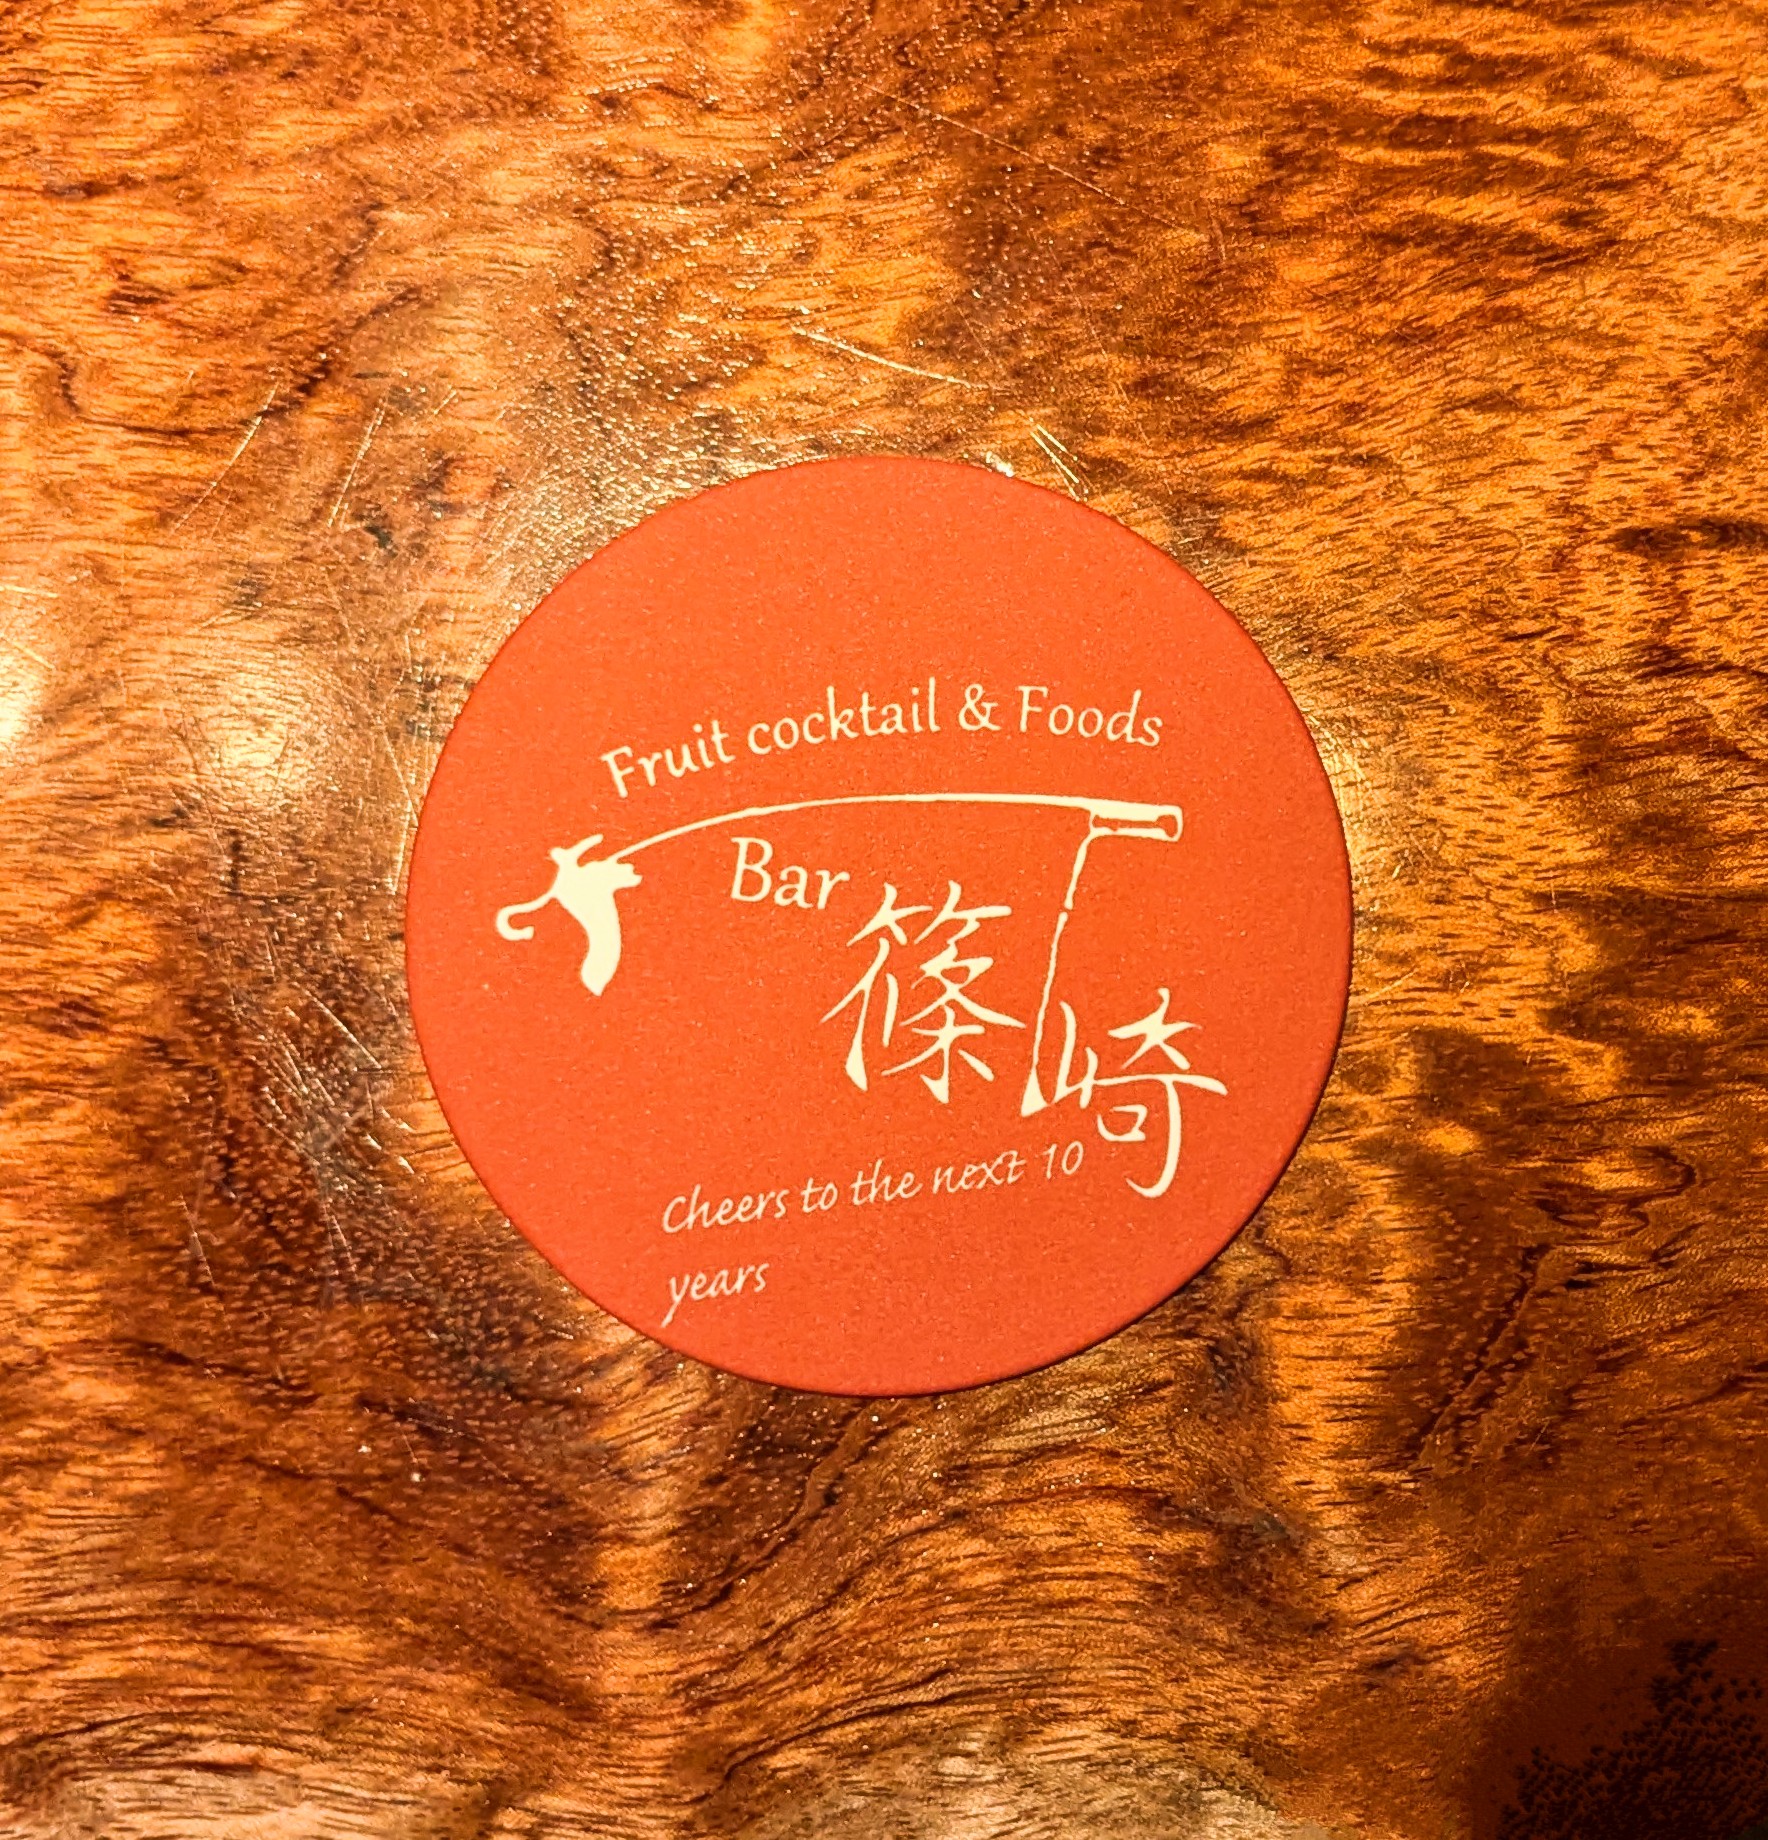 Fruit cocktail & Foods
Bar
篠崎
Cheers to the next 10
years